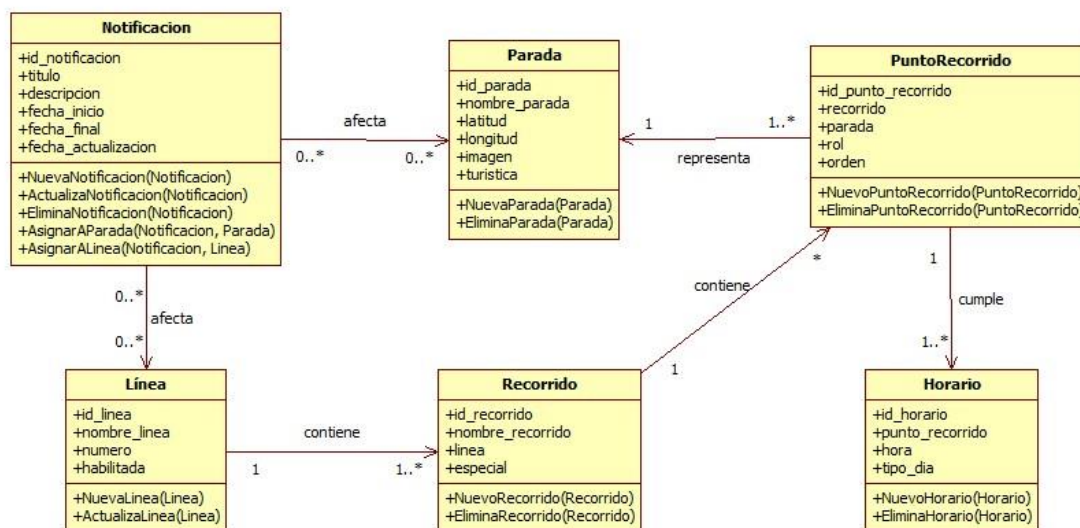 Notificacion
+id_notificacion
+titulo
+descripcion
+fecha_inicio
+fecha_final
+fecha_actualizacion
+NuevaNotificacion(Notificacion)
+ActualizaNotificacion(Notificacion)
+EliminaNotificacion(Notificacion)
+AsignarAParada(Notificacion, Parada)
+AsignarALinea(Notificacion, Linea)
afecta
0..*
0..*
Parada
+id_parada
+nombre_parada
+latitud
+longitud
+imagen
+turistica
+NuevaParada(Parada)
+EliminaParada(Parada)
1
1..*
representa
PuntoRecorrido
+id_punto_recorrido
+recorrido
+parada
+rol
+orden
+NuevoPuntoRecorrido(PuntoRecorrido)
+EliminaPuntoRecorrido(PuntoRecorrido)
0..*
afecta
0..*
contiene
*
1
1
cumple
1..*
Línea
+id_linea
+nombre_linea
+numero
+habilitada
+NuevaLinea(Linea)
+ActualizaLinea(Linea)
contiene
1
1..*
Recorrido
+id_recorrido
+nombre_recorrido
+linea
+especial
+NuevoRecorrido(Recorrido)
+EliminaRecorrido(Recorrido)
Horario
+id_horario
+punto_recorrido
+hora
+tipo_dia
+NuevoHorario(Horario)
+EliminaHorario(Horario)